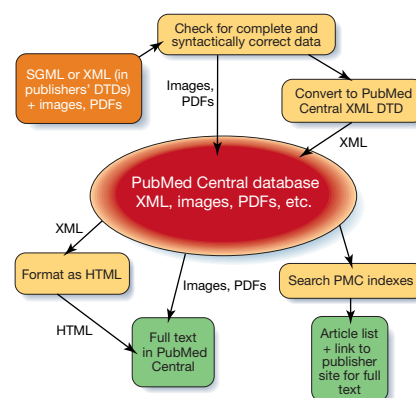 Check for complete and
syntactically correct data
SGML or XML (in
publishers' DTDs)
+ images, PDFs
Images,
PDFs
Convert to PubMed
Central XML DTD
XML
PubMed Central database
XML, images, PDFs, etc.
XML
Format as HTML
Images, PDFs
Search PMC indexes
HTML
Full text
in PubMed
Central
Article list
+ link to
publisher
site for full
text